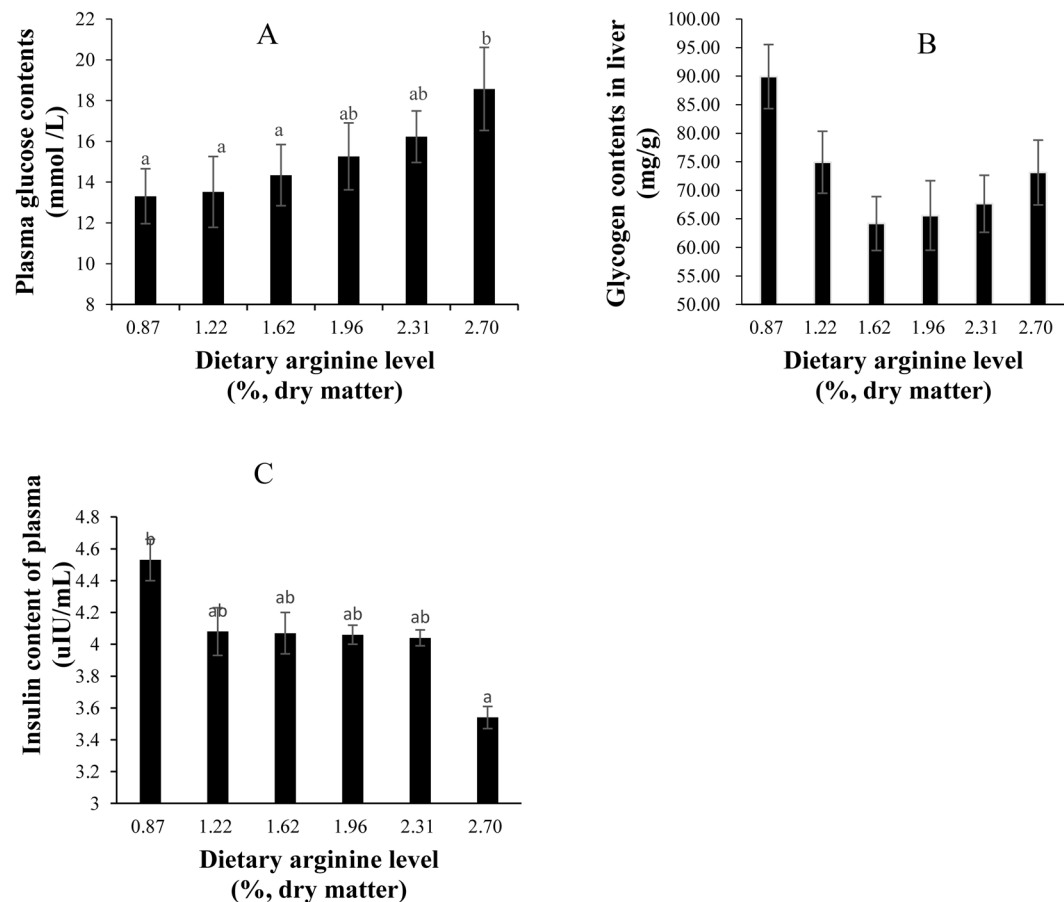 A
Plasma glucose contents
(mmol /L)
22
20
18
16
14
12
10
8
a
a
a
ab
ab
b
0.87 1.22 1.62 1.96 2.31 2.70
Dietary arginine level
(%, dry matter)
B
Glycogen contents in liver
(mg/g)
100.00
95.00
90.00
85.00
80.00
75.00
70.00
65.00
60.00
55.00
50.00
0.87 1.22 1.62 1.96 2.31 2.70
Dietary arginine level
(%, dry matter)
C
Insulin content of plasma
(uIU/mL)
4.8
4.6
4.4
4.2
4
3.8
3.6
3.4
3.2
3
b
ab
ab
ab
ab
a
0.87 1.22 1.62 1.96 2.31 2.70
Dietary arginine level
(%, dry matter)